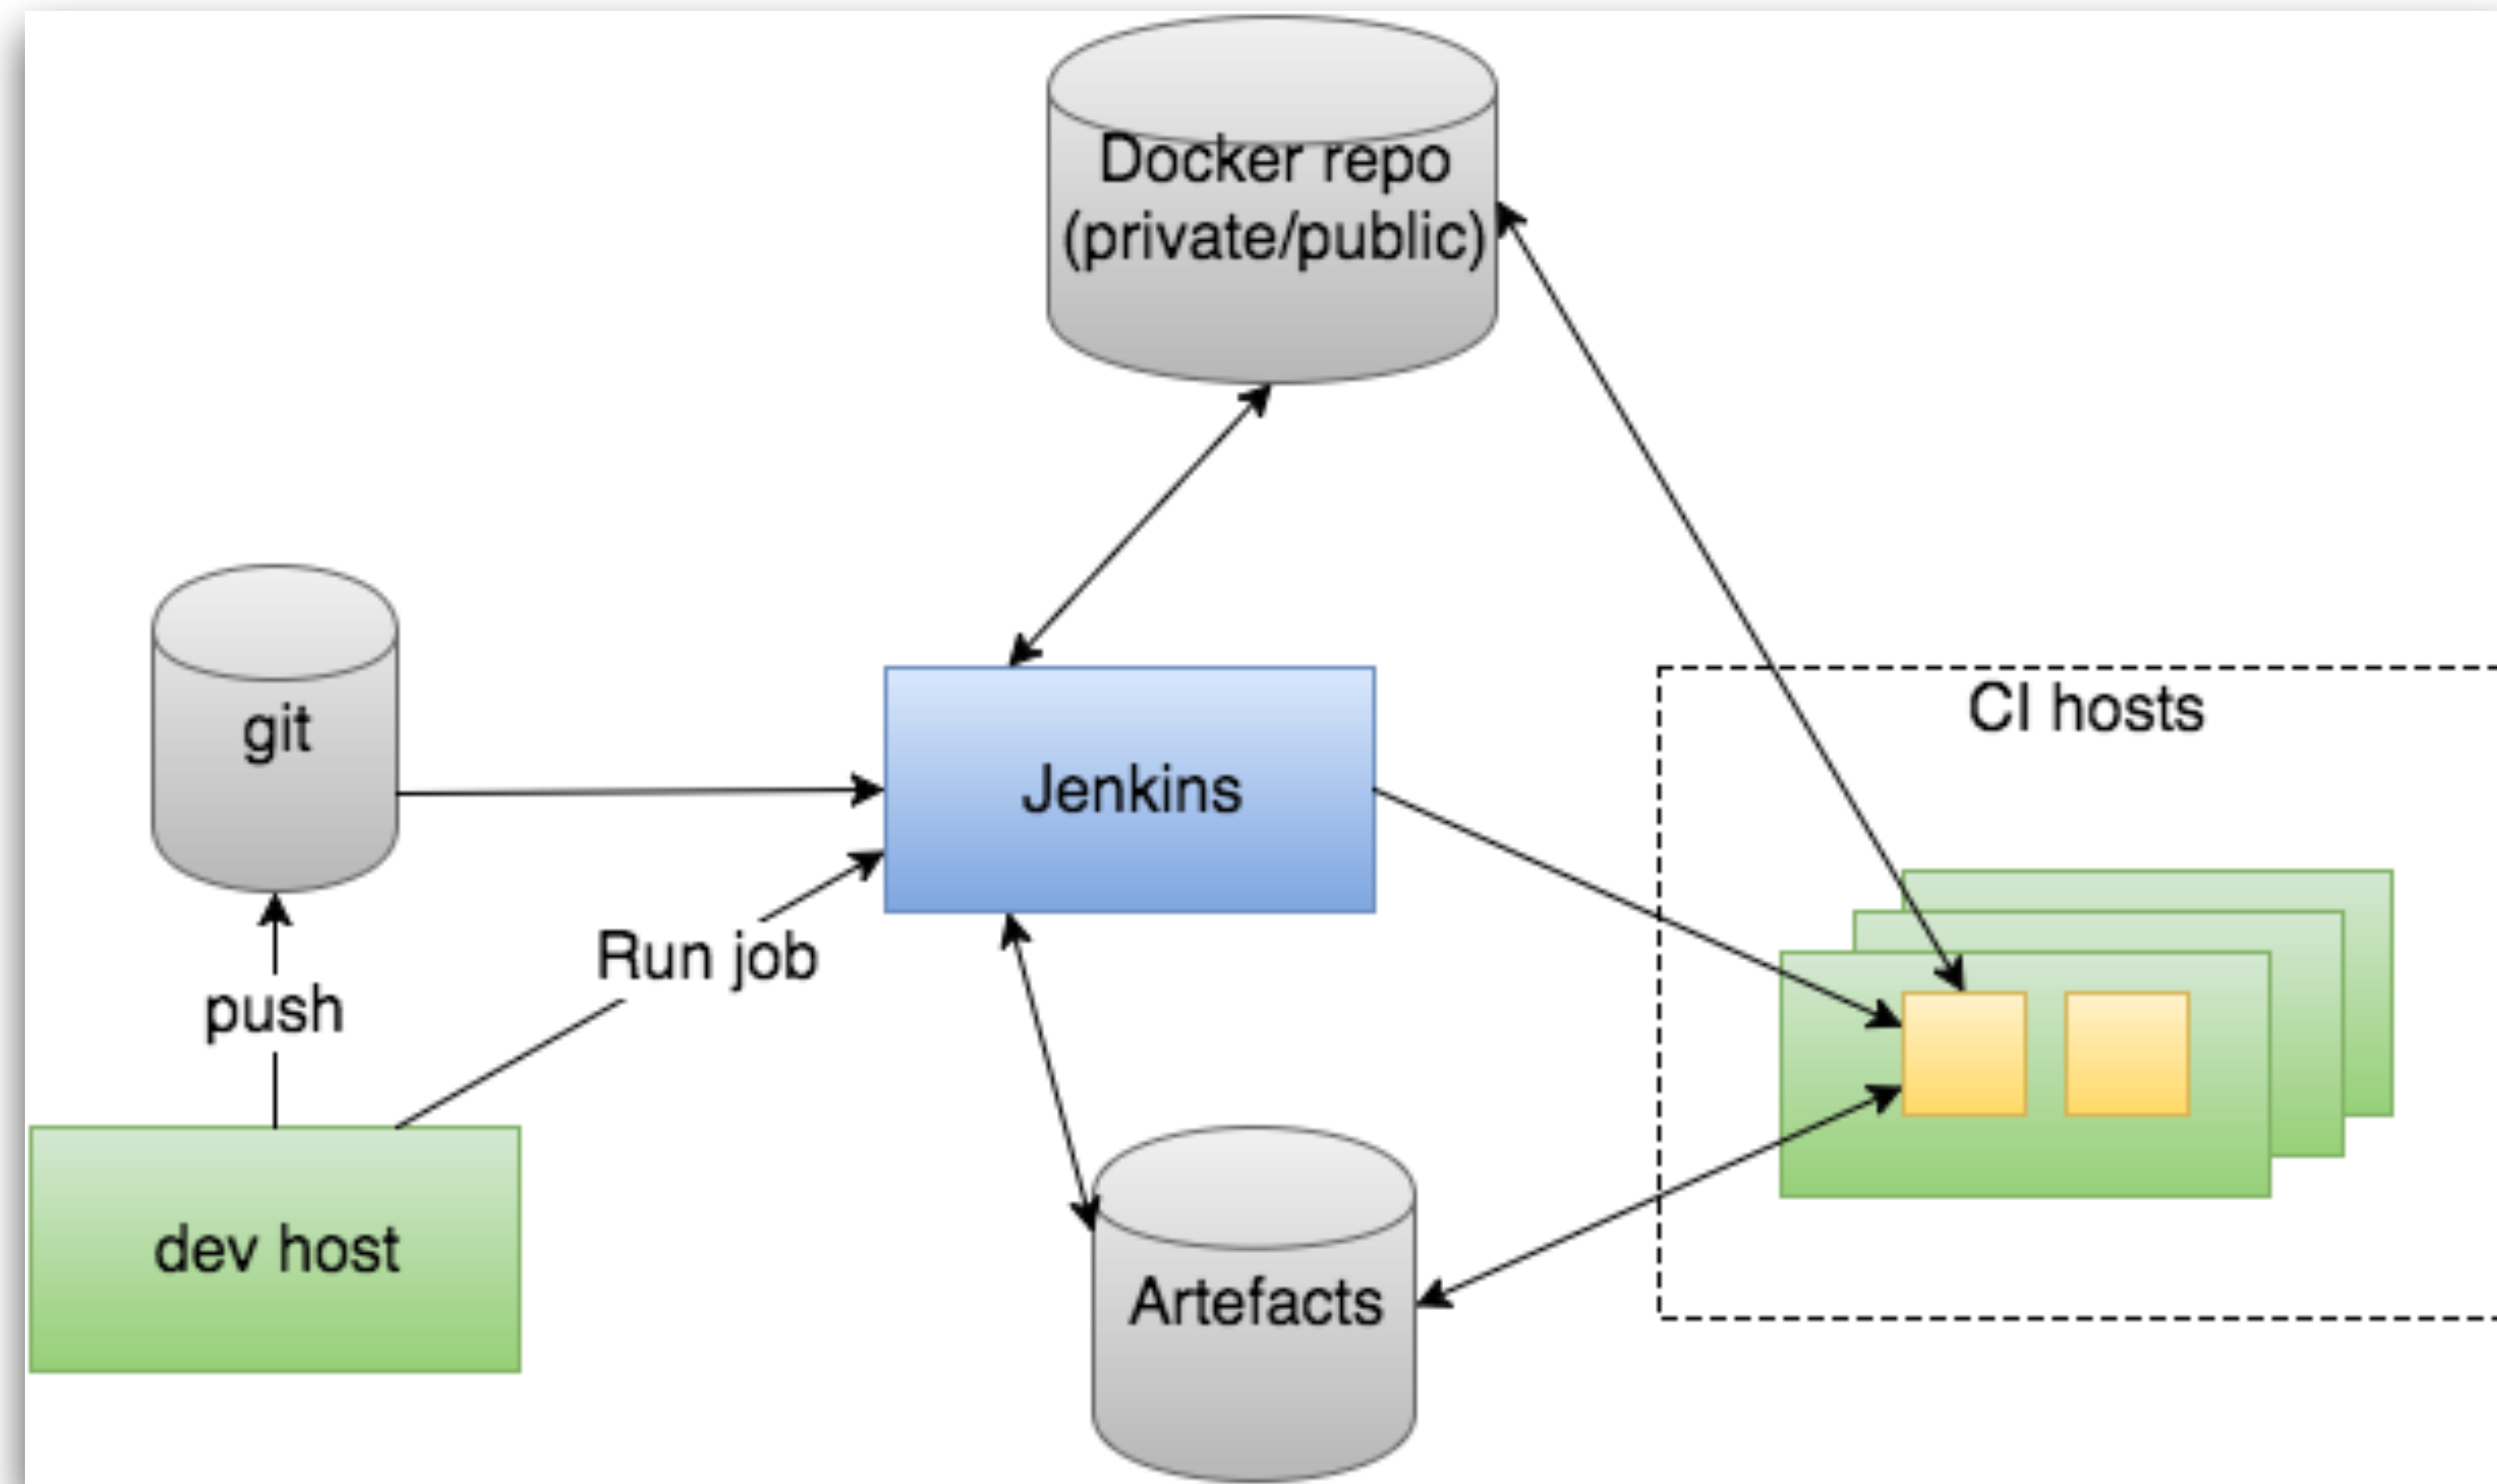 Docker repo
(private/public)
git
Jenkins
CI hosts
Run job
push
dev host
Artefacts